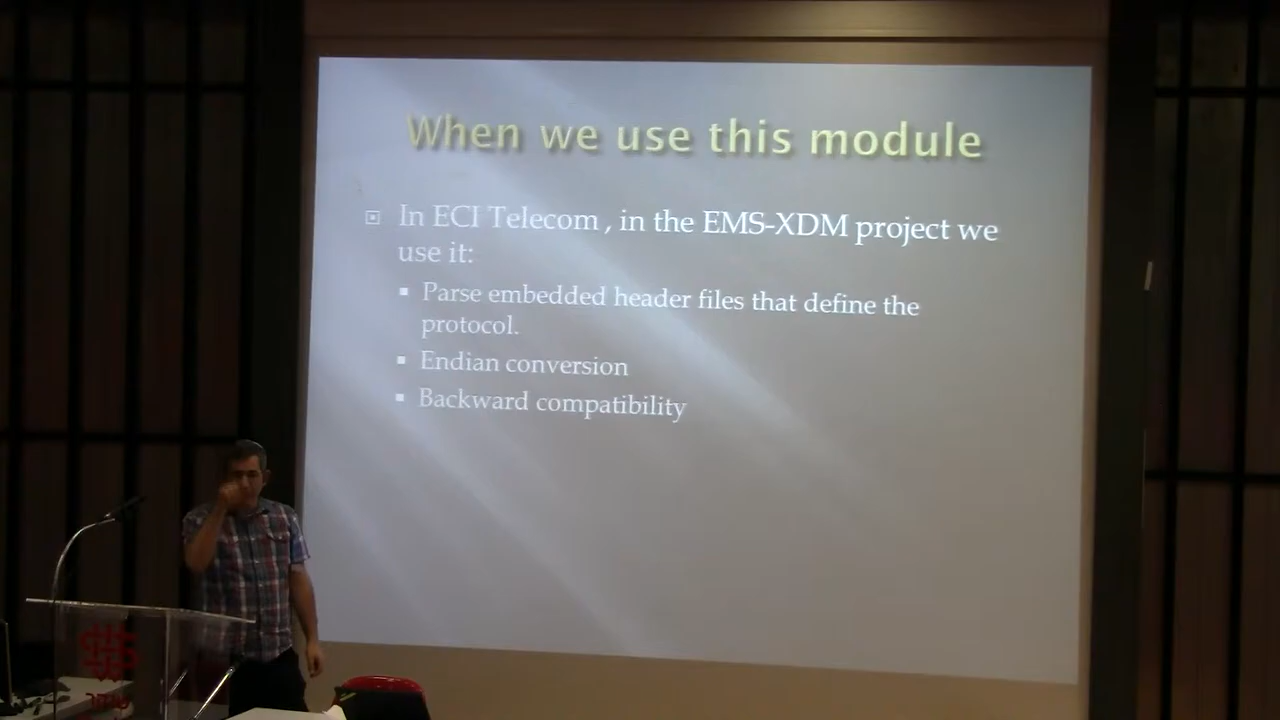 When we use this module
In ECI Telecom , in the EMS-XDM project we
use it:
Parse embedded header files that define the
protocol.
Endian conversion
Backward compatibility
שנקר